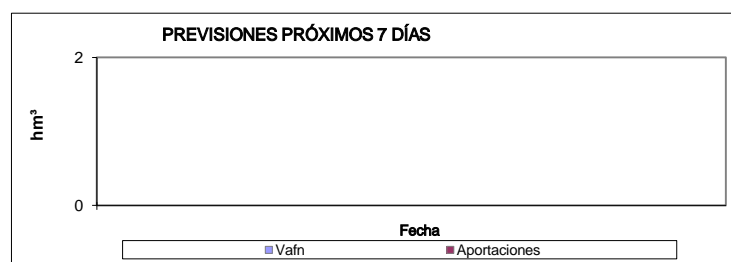 PREVISIONES PRÓXIMOS 7 DÍAS
2
hm³
0
Fecha
Vafn Aportaciones